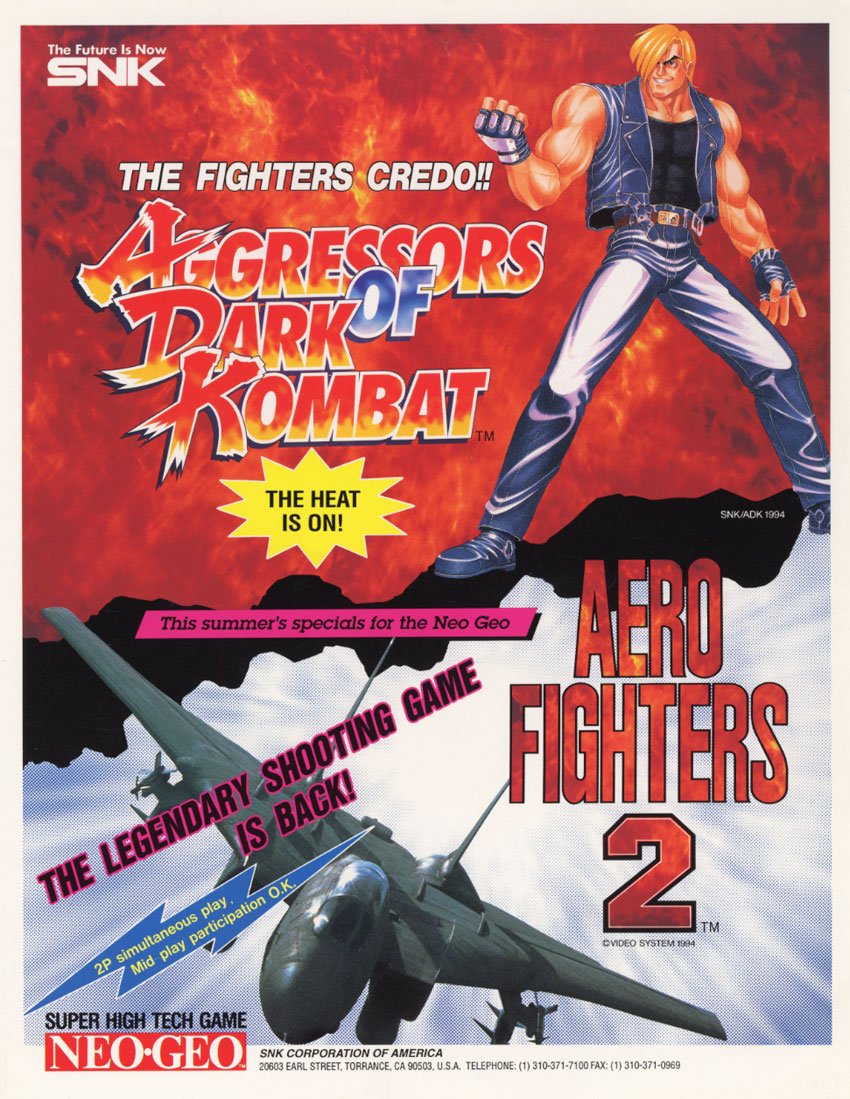 The Future Is Now
SNK
THE FIGHTERS CREDO!!
AGGRESSORS
OF
DARK
KOMBAT
TM
THE HEAT
IS ON!
SNK/ADK 1994
This summer's specials for the Neo Geo
AERO
FIGHTERS
2
TM
©VIDEO SYSTEM 1994
THE LEGENDARY SHOOTING GAME
IS BACK!
2P simultaneous play,
Mid play participation O.K.
SUPER HIGH TECH GAME
NEO•GEO
TM
SNK CORPORATION OF AMERICA
20603 EARL STREET, TORRANCE, CA 90503, U.S.A. TELEPHONE: (1) 310-371-7100 FAX: (1) 310-371-0969